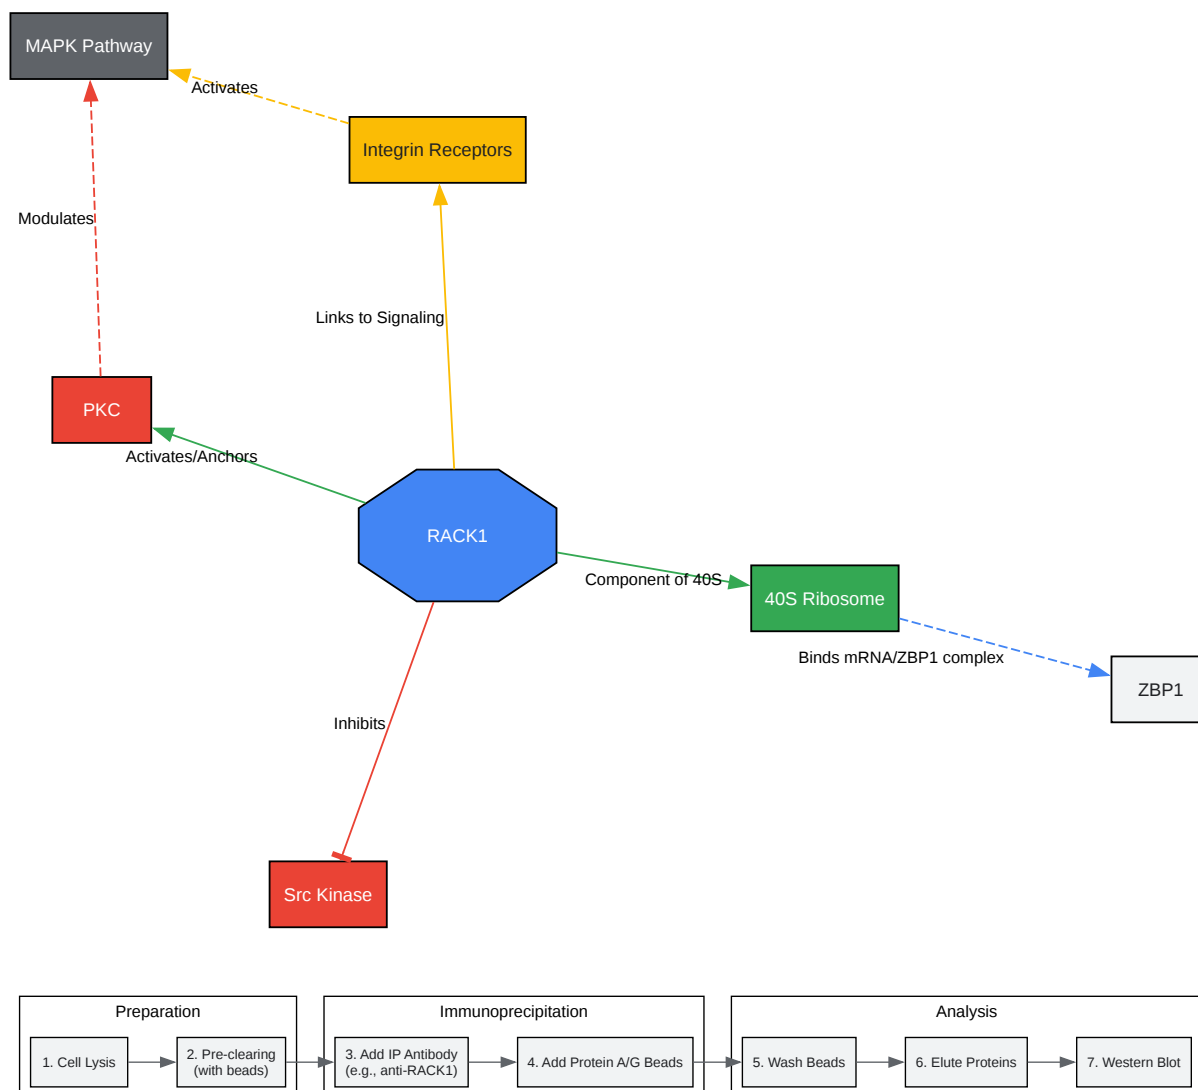 MAPK Pathway
Activates
Integrin Receptors
Modulates
Links to Signaling
PKC
Activates/Anchors
RACK1
Component of 40S
40S Ribosome
Binds mRNA/ZBP1 complex
ZBP1
Inhibits
Src Kinase
Preparation
1. Cell Lysis
2. Pre-clearing
(with beads)
Immunoprecipitation
3. Add IP Antibody
(e.g., anti-RACK1)
4. Add Protein A/G Beads
Analysis
5. Wash Beads
6. Elute Proteins
7. Western Blot